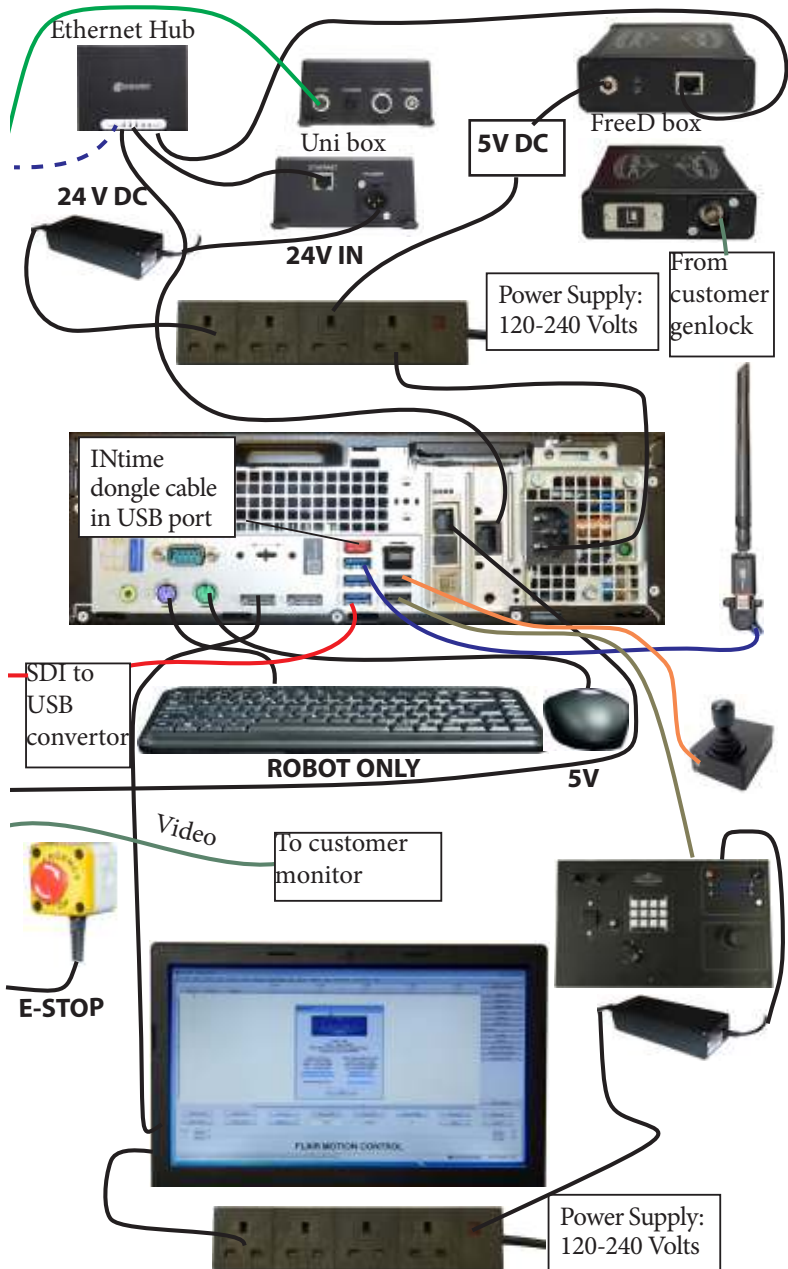 Ethernet Hub
Uni box
5V DC
FreeD box
24 V DC
ETHERNET
24V IN
From
customer
genlock
Power Supply:
120-240 Volts
INtime
dongle cable
in USB port
SDI to
USB
convertor
ROBOT ONLY
5V
Video
To customer
monitor
E-STOP
FLAIR MOTION CONTROL
Power Supply:
120-240 Volts